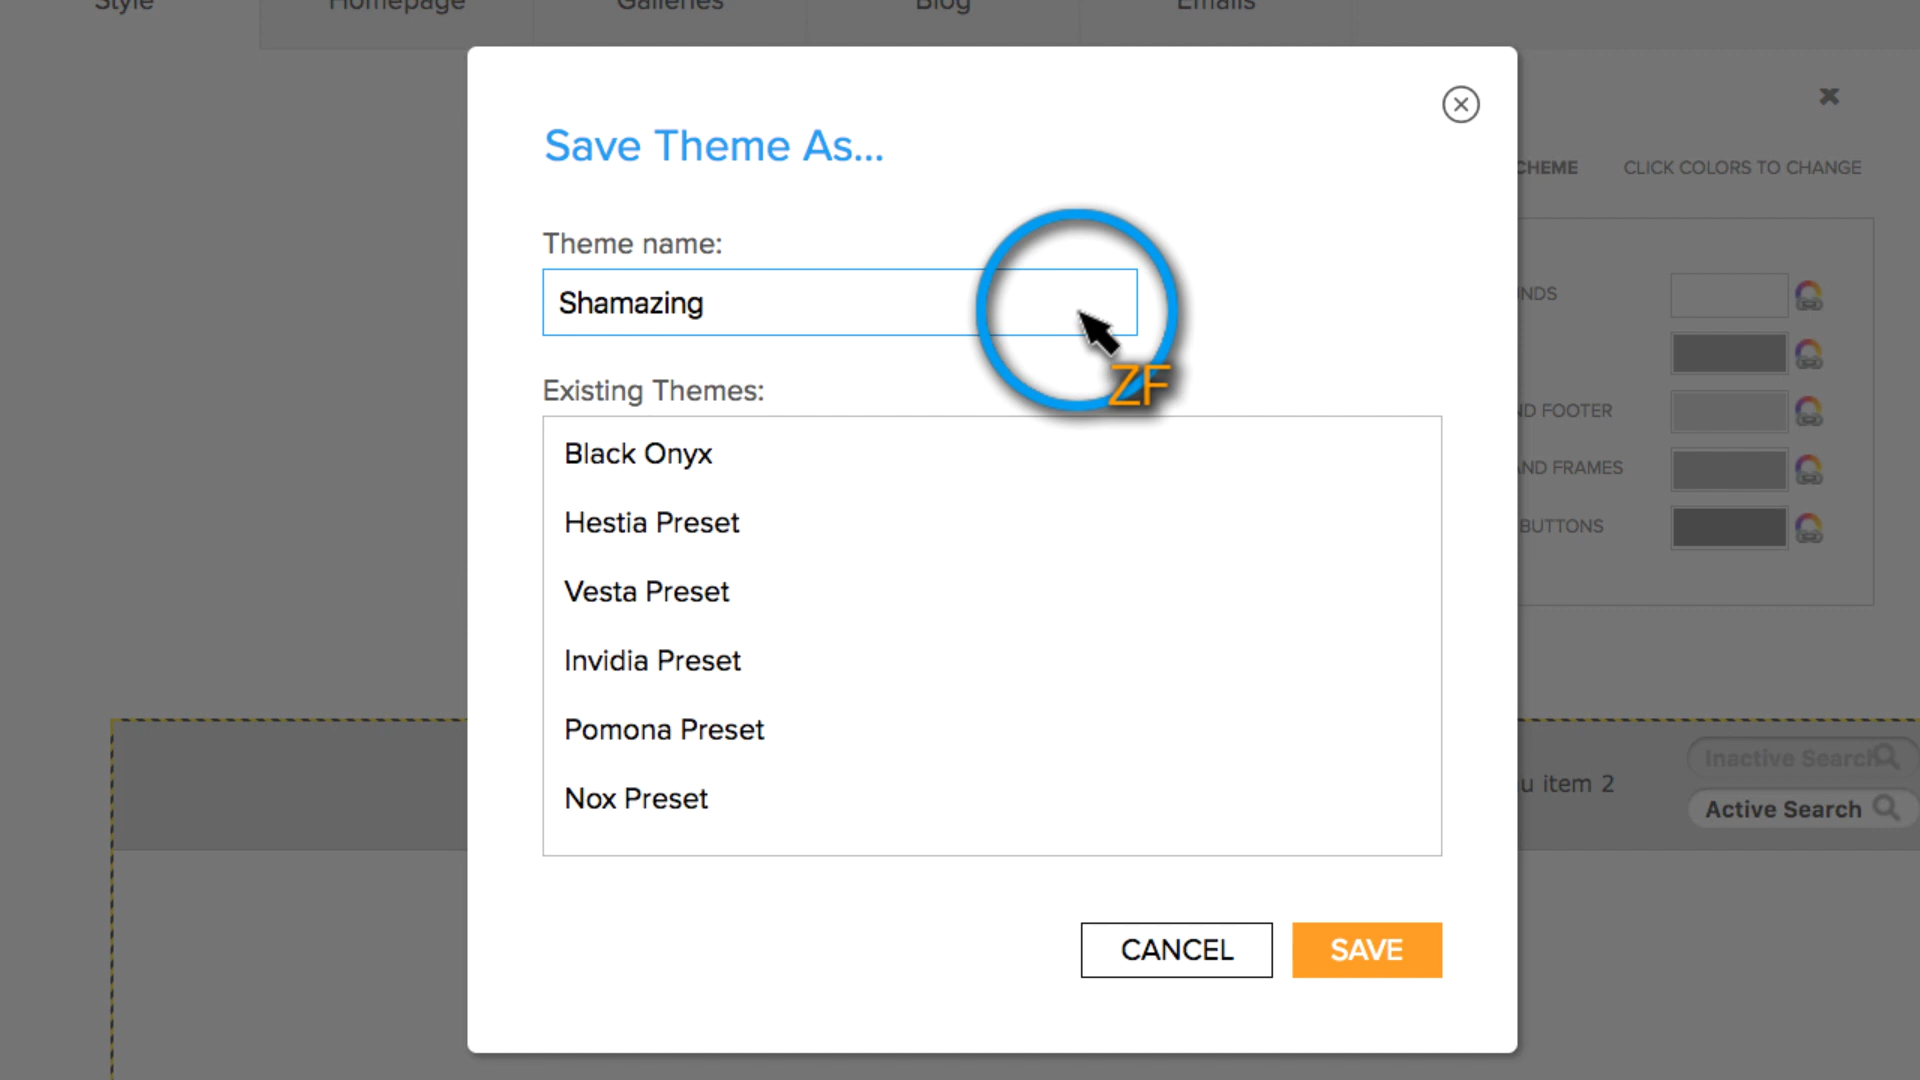 Style Homepage Galleries Blog Emails
Save Theme As...
CLICK COLORS TO CHANGE
Theme name:
Shamazing
ZF
Existing Themes:
Black Onyx
Hestia Preset
Vesta Preset
Invidia Preset
Pomona Preset
Nox Preset
CANCEL SAVE
CHEME
NDS
ND FOOTER
AND FRAMES
BUTTONS
Inactive Search
u item 2
Active Search